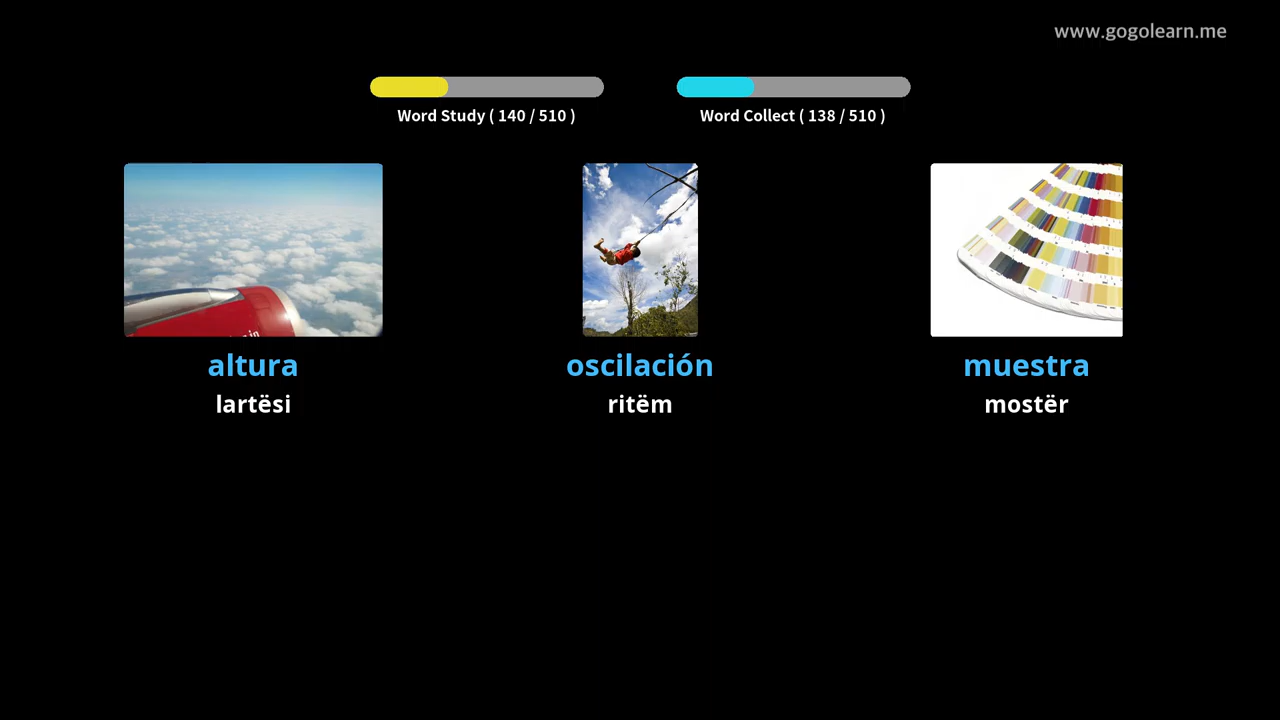 www.gogolearn.me
Word Study ( 140 / 510 )
Word Collect ( 138 / 510 )
altura
lartësi
oscilación
ritëm
muestra
mostër